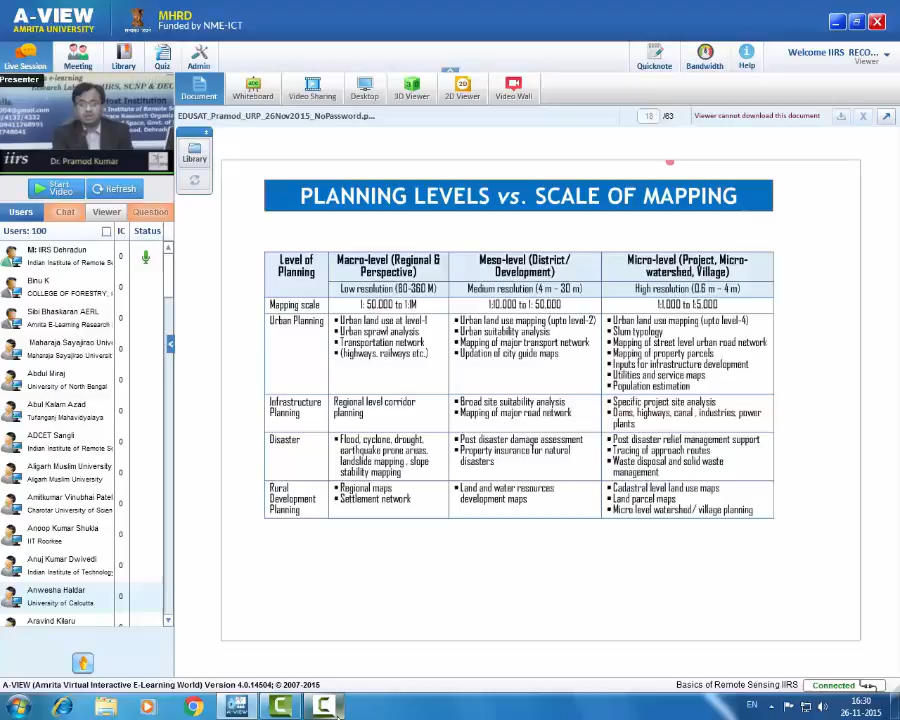 A-VIEW
AMRITA UNIVERSITY
MHRD
Funded by NME-ICT
Live Session
Meeting
Library
Quiz
Admin
Quicknote
Bandwidth
Help
Welcome IIRS RECO...
Viewer
Presenter
Document
Whiteboard
Video Sharing
Desktop
3D Viewer
2D Viewer
Video Wall
EDUSAT_Pramod_URP_26Nov2015_NoPassword.p...
18 /63
Viewer cannot download this document
Library
iirs
Dr. Pramod Kumar
Start Video
Refresh
Users
Chat
Viewer
Question
Users: 100
IC
Status
M: IIRS Dehradun
Indian Institute of Remote S
0
Binu K
COLLEGE OF FORESTRY,
0
Sibi Bhaskaran AERL
Amrita E-Learning Research
0
Maharaja Sayajirao Universit
Maharaja Sayajirao Universit
0
Abdul Miraj
University of North Bengal
0
Abul Kalam Azad
Tufanganj Mahavidyalaya
0
ADCET Sangli
Indian Institute of Remote S
0
Aligarh Muslim University
Aligarh Muslim University
0
Amitkumar Vinubhai Patel
Charotar University of Scien
0
Anoop Kumar Shukla
IIT Roorkee
0
Anuj Kumar Dwivedi
Indian Institute of Technolog
0
Anwesha Haldar
University of Calcutta
0
Aravind Kilaru
PLANNING LEVELS vs. SCALE OF MAPPING
Level of Planning
Macro-level (Regional & Perspective)
Meso-level (District/ Development)
Micro-level (Project, Micro-watershed, Village)
Low resolution (80-360 M)
Medium resolution (4 m – 30 m)
High resolution (0.6 m – 4 m)
Mapping scale
1: 50,000 to 1:1M
1:10,000 to 1: 50,000
1:1,000 to 1:5,000
Urban Planning
▪ Urban land use at level-1
▪ Urban sprawl analysis
▪ Transportation network
▪ (highways, railways etc.)
▪ Urban land use mapping (upto level-2)
▪ Urban suitability analysis
▪ Mapping of major transport network
▪ Updation of city guide maps
▪ Urban land use mapping (upto level-4)
▪ Slum typology
▪ Mapping of street level urban road network
▪ Mapping of property parcels
▪ Inputs for infrastructure development
▪ Utilities and service maps
▪ Population estimation
Infrastructure
Planning
Regional level corridor
planning
▪ Broad site suitability analysis
▪ Mapping of major road network
▪ Specific project site analysis
▪ Dams, highways, canal , industries, power
plants
Disaster
▪ Flood, cyclone, drought,
earthquake prone areas,
landslide mapping , slope
stability mapping
▪ Post disaster damage assessment
▪ Property insurance for natural
disasters
▪ Post disaster relief management support
▪ Tracing of approach routes
▪ Waste disposal and solid waste
management
Rural
Development
Planning
▪ Regional maps
▪ Settlement network
▪ Land and water resources
development maps
▪ Cadastral level land use maps
▪ Land parcel maps
▪ Micro level watershed/ village planning
A-VIEW (Amrita Virtual Interactive E-Learning World) Version 4.0.14504; © 2007-2015
Basics of Remote Sensing IIRS
Connected
EN
16:30
26-11-2015